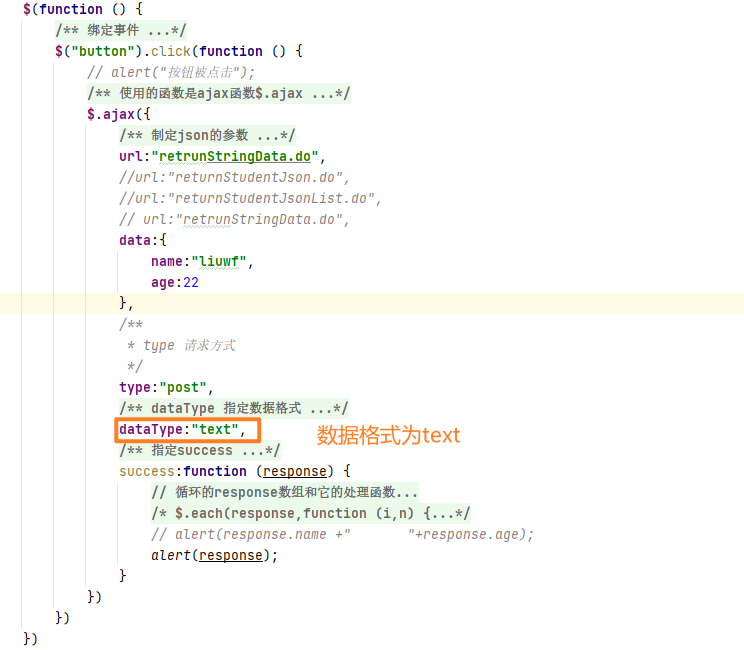 $(function () {
/** 绑定事件 ...*/
$("button").click(function () {
// alert("按钮被点击");
/** 使用的函数是ajax函数$.ajax ...*/
$.ajax({
/** 制定json的参数 ...*/
url:"retrunStringData.do",
//url:"returnStudentJson.do",
//url:"returnStudentJsonList.do",
// url:"retrunStringData.do",
data:{
name:"liuwf",
age:22
},
/**
* type 请求方式
*/
type:"post",
/** dataType 指定数据格式 ...*/
dataType:"text", 数据格式为text
/** 指定success ...*/
success:function (response) {
// 循环的response数组和它的处理函数...
/* $.each(response,function (i,n) {...*/
// alert(response.name +"       "+response.age);
alert(response);
}
})
})
})